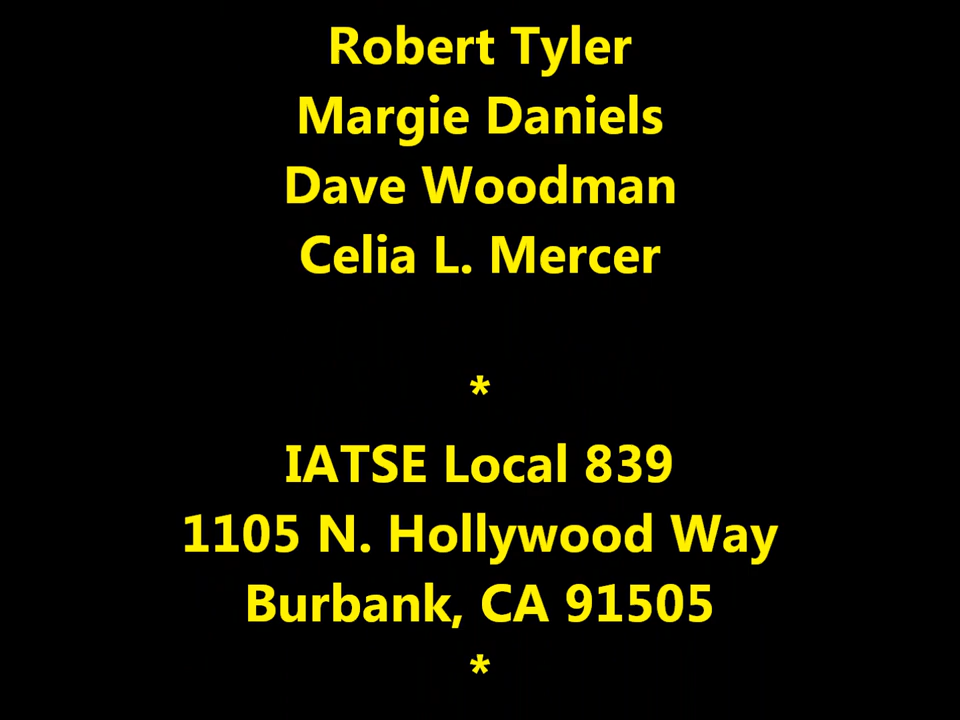 Robert Tyler
Margie Daniels
Dave Woodman
Celia L. Mercer
*
IATSE Local 839
1105 N. Hollywood Way
Burbank, CA 91505
*